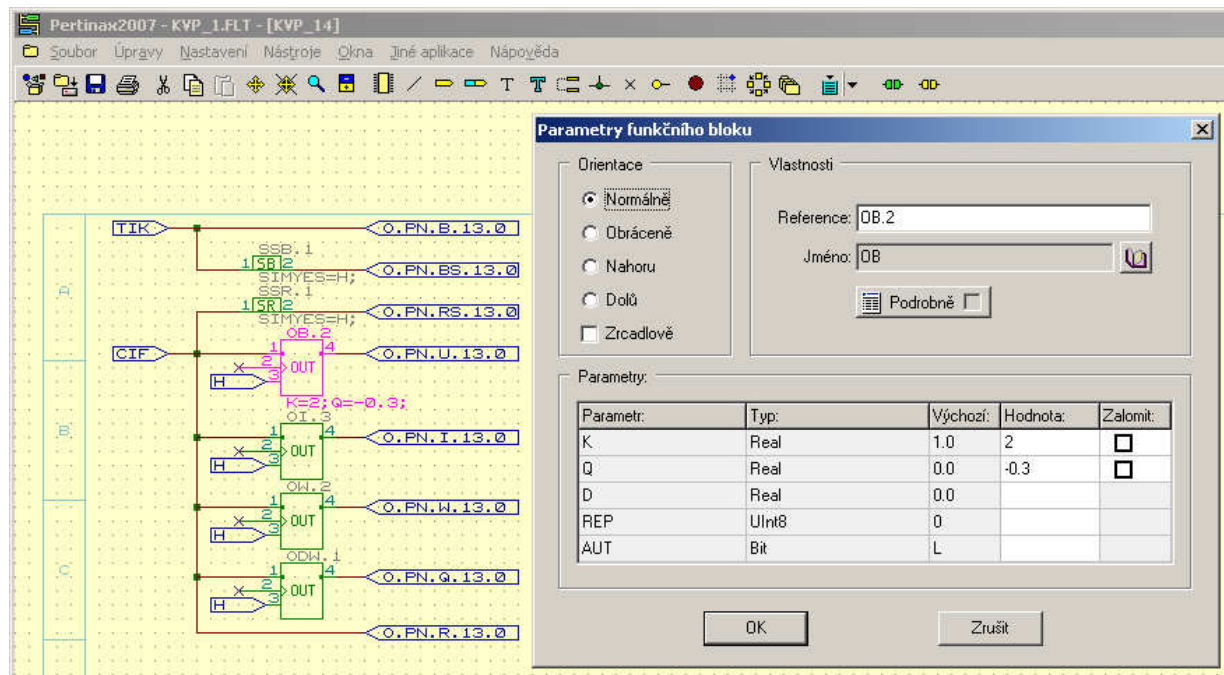 Pertinax2007 - KVP_1.FLT - [KVP_14]
Soubor Úpravy Nastavení Nástroje Okna Jiné aplikace Nápověda
T T
TIK
O.PN.B.13.0
SSB.1
1 SB 2
O.PN.BS.13.0
SIMYES=H;
SSR.1
1 SR 2
O.PN.RS.13.0
SIMYES=H;
A
OB.2
CIF
1 4
O.PN.U.13.0
2 OUT
H 3
K=2;Q=-0.3;
OI.3
B
1 4
O.PN.I.13.0
2 OUT
H 3
OW.2
1 4
O.PN.W.13.0
2 OUT
H 3
ODW.1
C
1 4
O.PN.Q.13.0
2 OUT
H 3
O.PN.R.13.0
Parametry funkčního bloku
Orientace
Normálně
Obráceně
Nahoru
Dolů
Zrcadlově
Vlastnosti
Reference: OB.2
Jméno: OB
Podrobně
Parametry:
Parametr: Typ: Výchozí: Hodnota: Zalomit:
K Real 1.0 2
Q Real 0.0 -0.3
D Real 0.0
REP UInt8 0
AUT Bit L
OK Zrušit